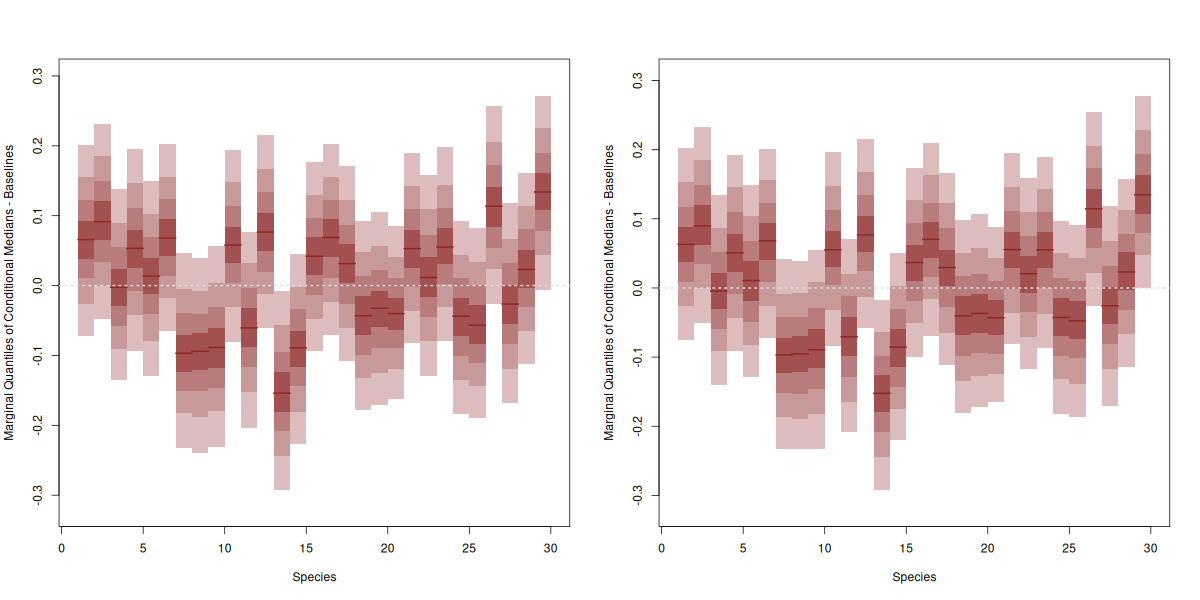 Marginal Quantiles of Conditional Medians - Baselines
0.3
0.2
0.1
0.0
-0.1
-0.2
-0.3
0 5 10 15 20 25 30
Species
Marginal Quantiles of Conditional Medians - Baselines
0.3
0.2
0.1
0.0
-0.1
-0.2
-0.3
0 5 10 15 20 25 30
Species